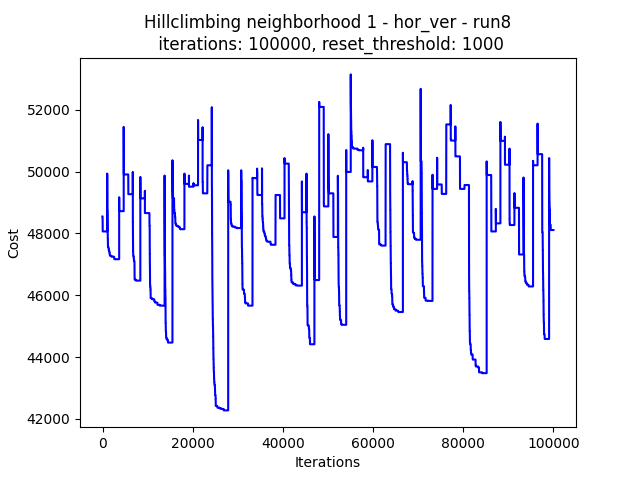 Hillclimbing neighborhood 1 - hor_ver - run8
iterations: 100000, reset_threshold: 1000
Cost
52000
50000
48000
46000
44000
42000
0 20000 40000 60000 80000 100000
Iterations